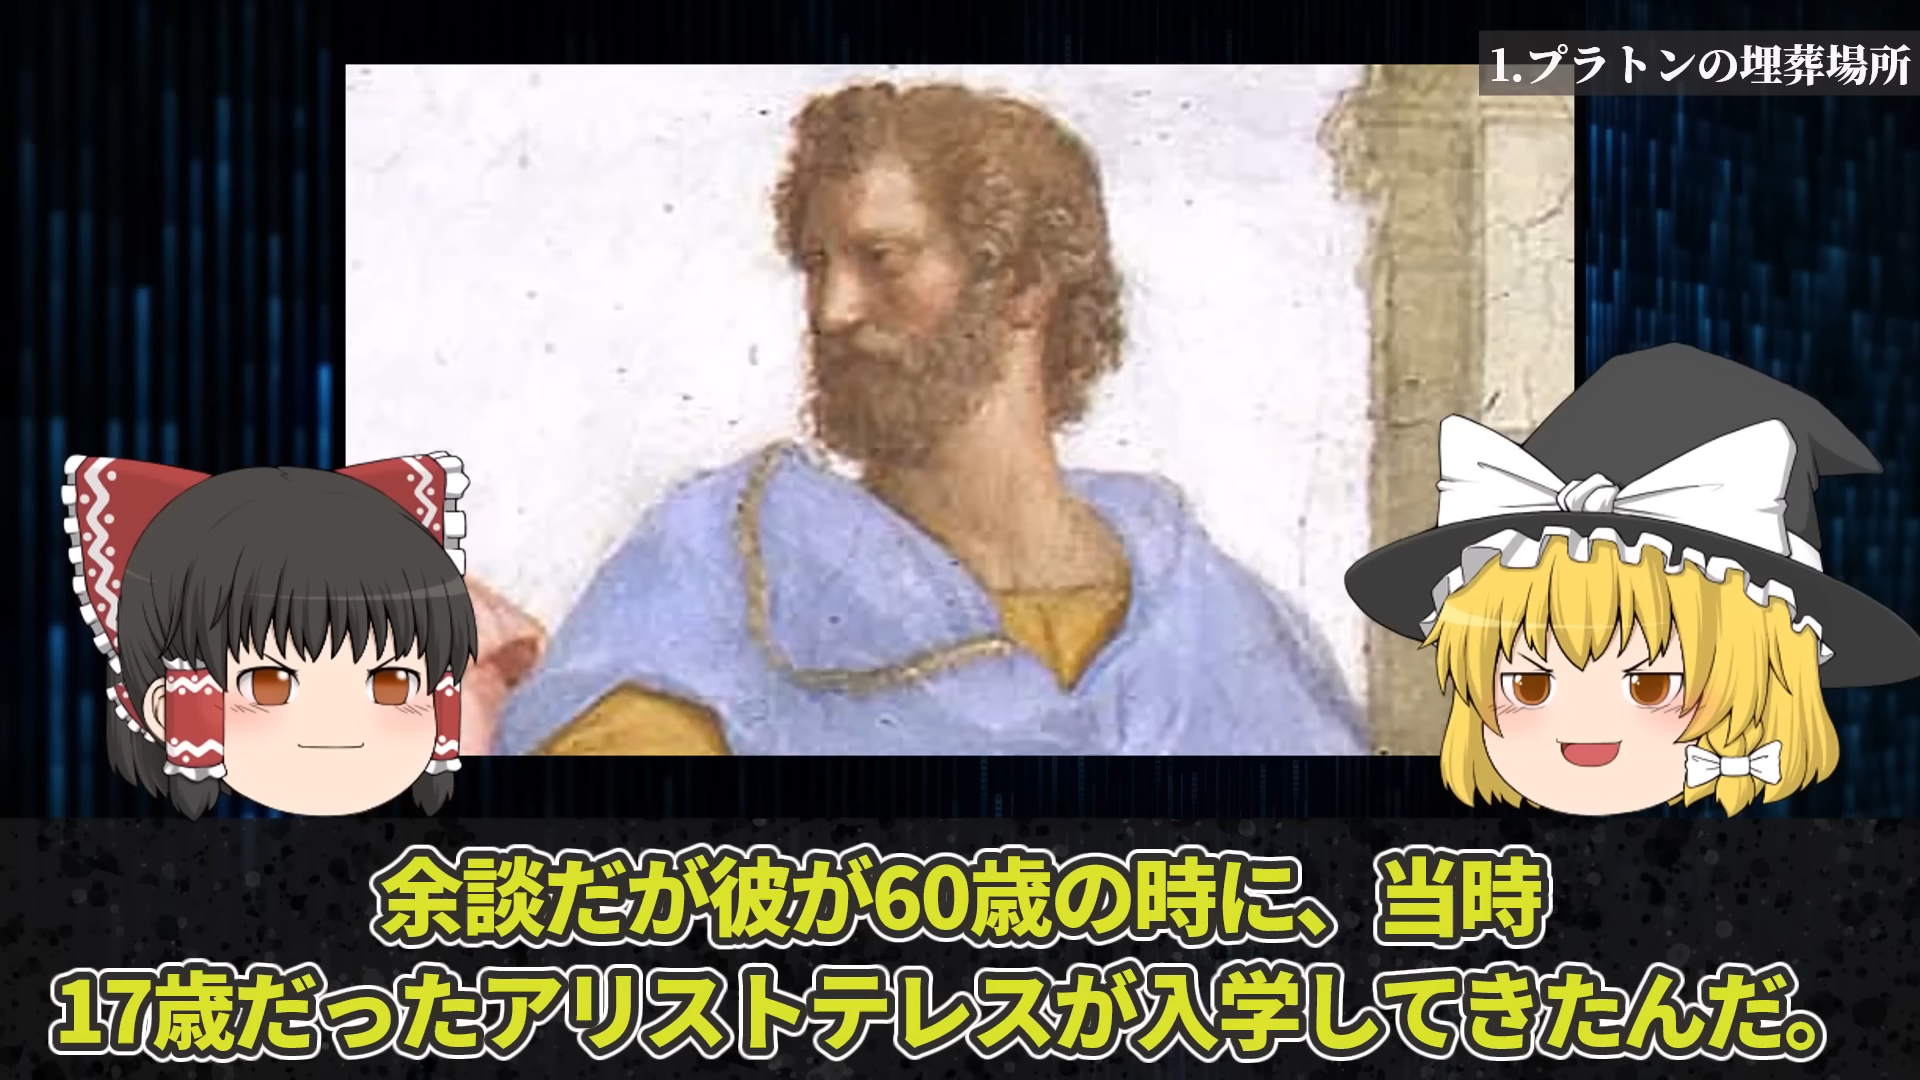 1.プラトンの埋葬場所
余談だが彼が60歳の時に、当時
17歳だったアリストテレスが入学してきたんだ。